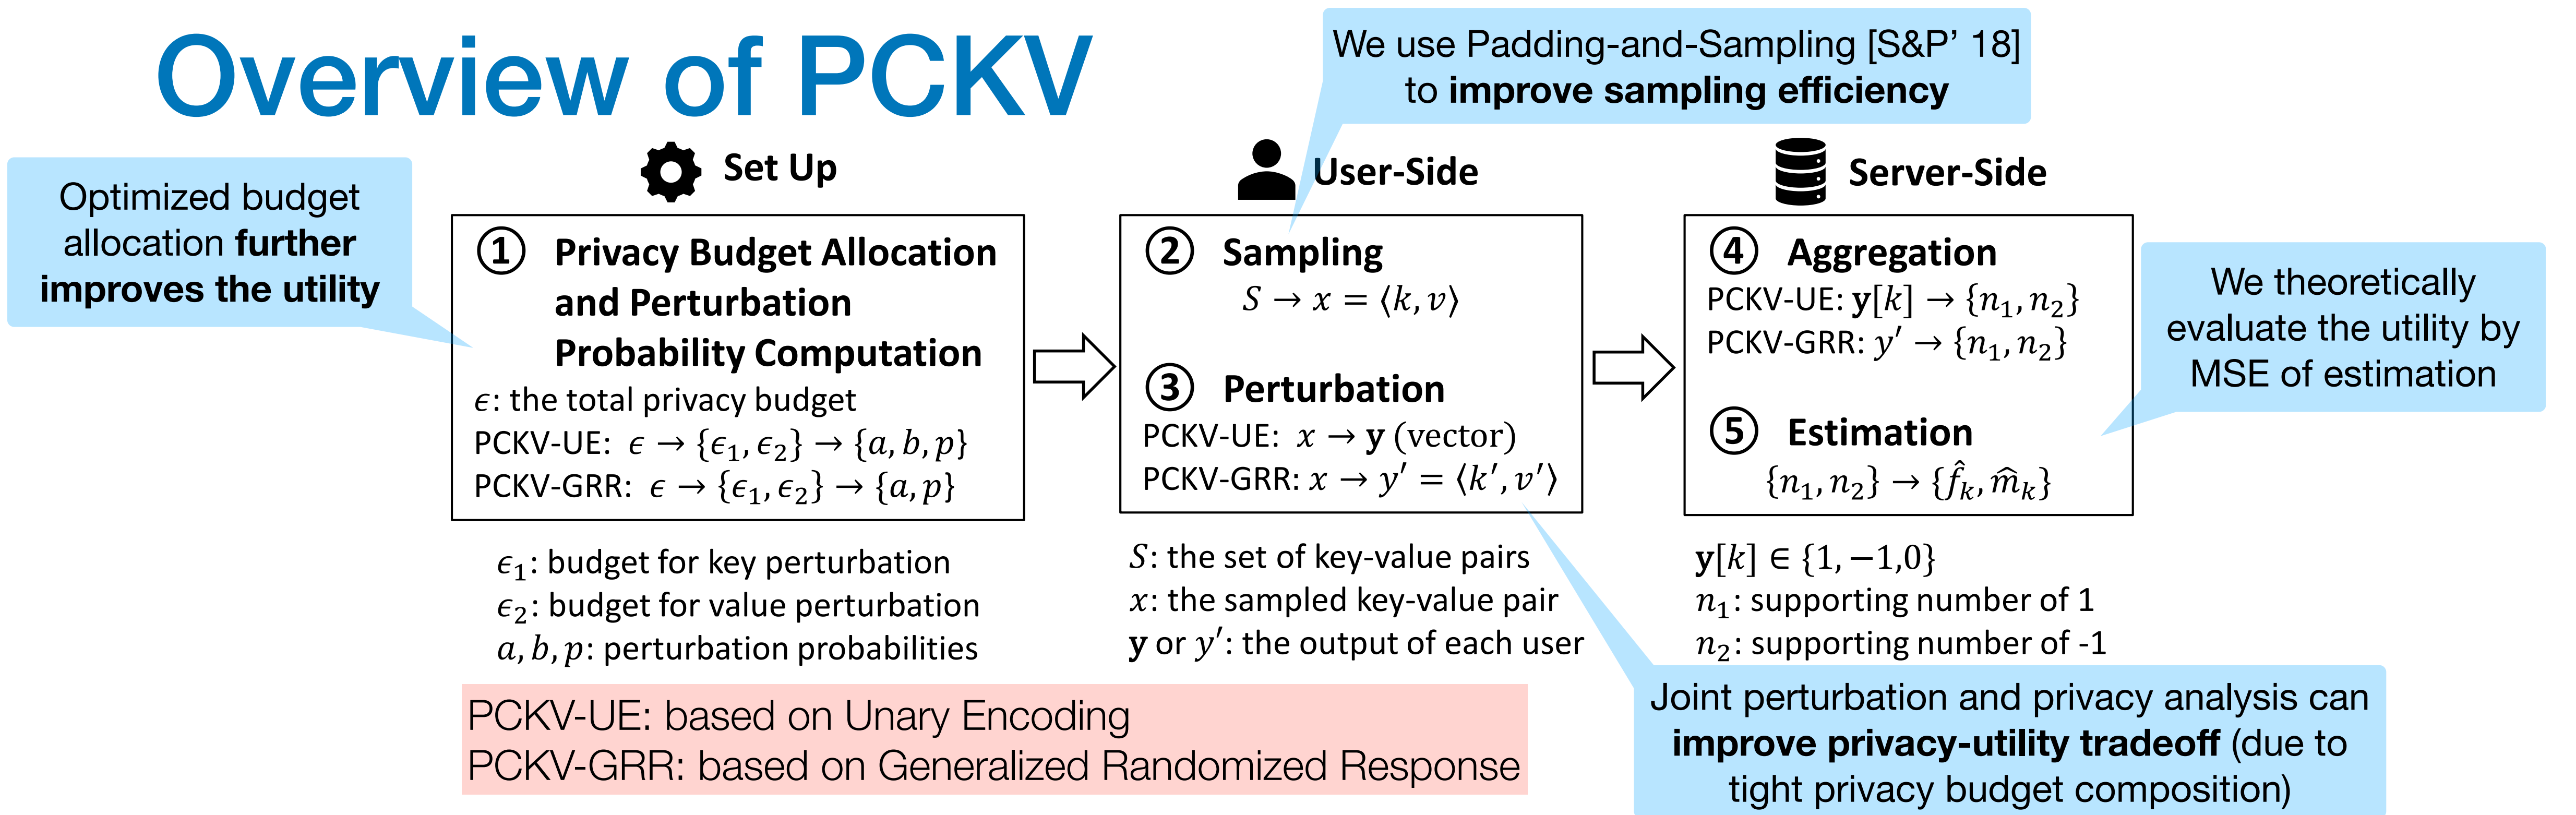 Overview of PCKV
We use Padding-and-Sampling [S&P' 18]
to improve sampling efficiency
Optimized budget
allocation further
improves the utility
Set Up
① Privacy Budget Allocation
and Perturbation
Probability Computation
ϵ: the total privacy budget
PCKV-UE: ϵ → {ϵ₁, ϵ₂} → {a, b, p}
PCKV-GRR: ϵ → {ϵ₁, ϵ₂} → {a, p}
ϵ₁: budget for key perturbation
ϵ₂: budget for value perturbation
a, b, p: perturbation probabilities
User-Side
② Sampling
S → x = ⟨k, v⟩
③ Perturbation
PCKV-UE: x → 𝐲 (vector)
PCKV-GRR: x → y′ = ⟨k′, v′⟩
S: the set of key-value pairs
x: the sampled key-value pair
𝐲 or y′: the output of each user
Server-Side
④ Aggregation
PCKV-UE: 𝐲[k] → {n₁, n₂}
PCKV-GRR: y′ → {n₁, n₂}
⑤ Estimation
{n₁, n₂} → {f̂ₖ, m̂ₖ}
𝐲[k] ∈ {1, −1,0}
n₁: supporting number of 1
n₂: supporting number of -1
We theoretically
evaluate the utility by
MSE of estimation
PCKV-UE: based on Unary Encoding
PCKV-GRR: based on Generalized Randomized Response
Joint perturbation and privacy analysis can
improve privacy-utility tradeoff (due to
tight privacy budget composition)